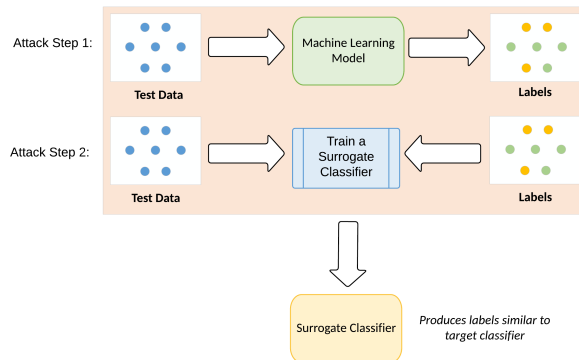 Attack Step 1:
Machine Learning
Model
Test Data
Labels
Attack Step 2:
Train a
Surrogate
Classifier
Test Data
Labels
Surrogate Classifier
Produces labels similar to
target classifier